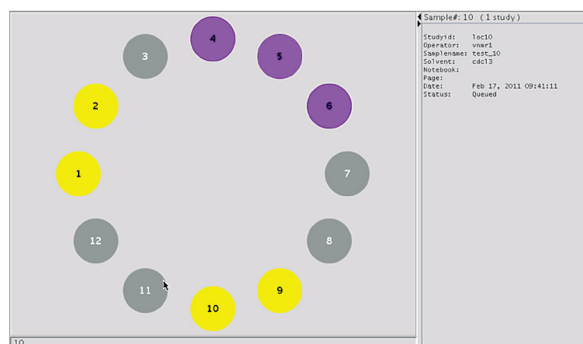 4
3
5
2
6
1
7
12
8
11
9
10
10
Sample#: 10 (1 study)
Studyid: loc10
Operator: vnmr1
Samplename: test_10
Solvent: cdcl3
Notebook:
Page:
Date: Feb 17, 2011 09:41:11
Status: Queued